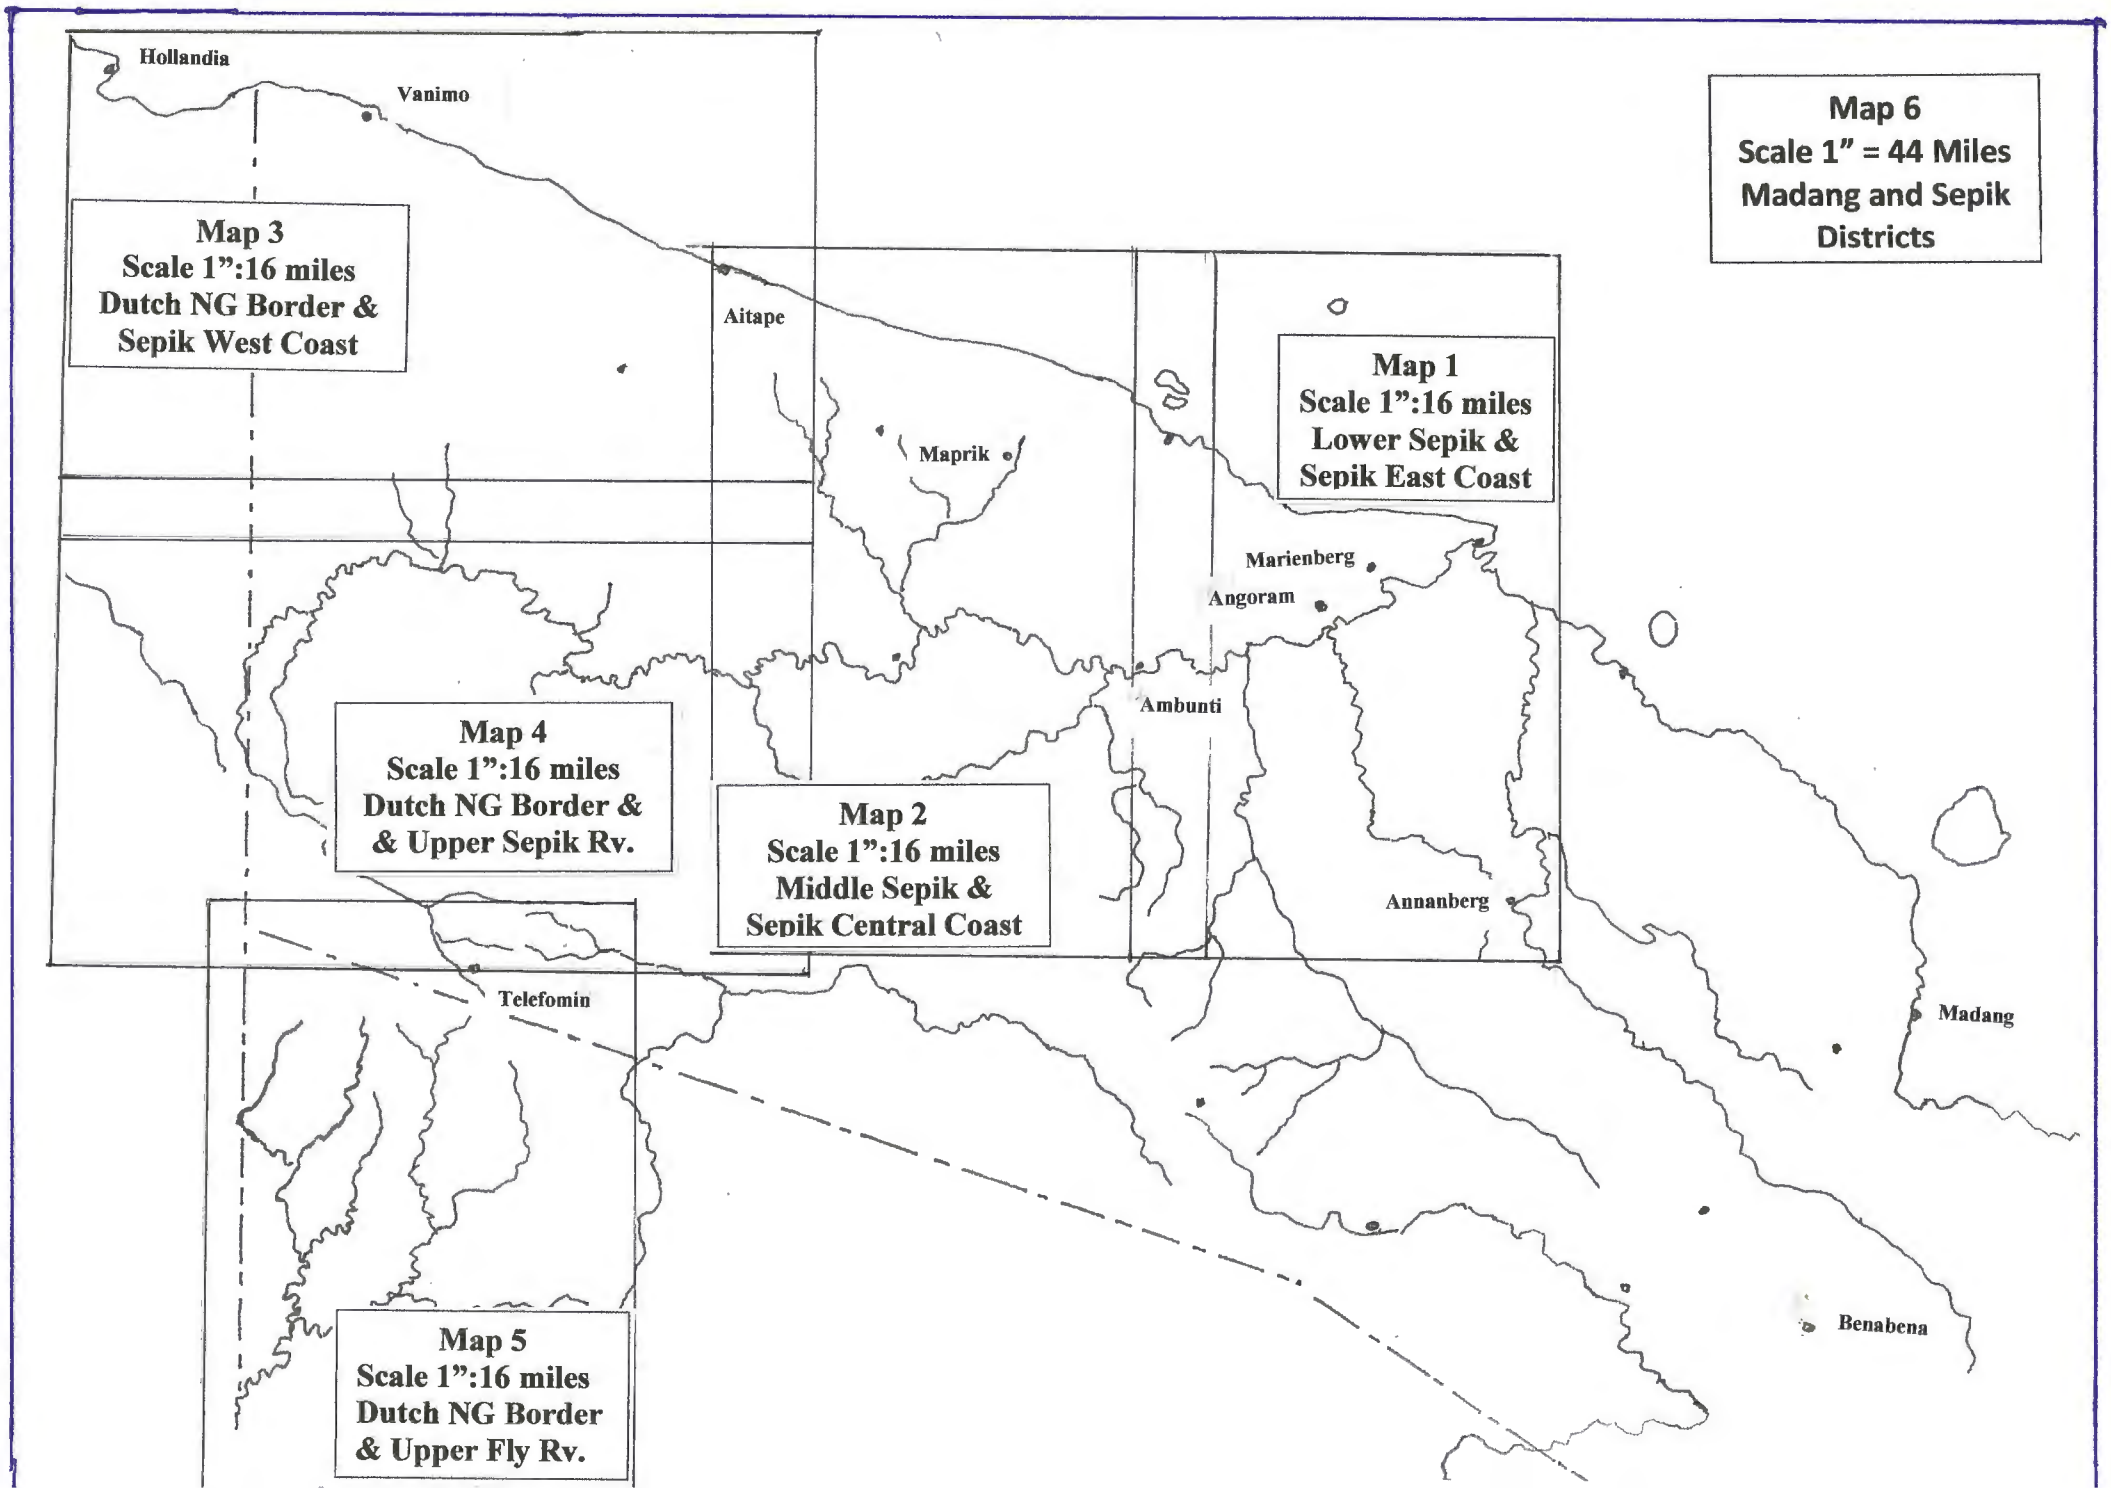 Hollandia
Vanimo
Map 6
Scale 1” = 44 Miles
Madang and Sepik
Districts
Map 3
Scale 1”:16 miles
Dutch NG Border &
Sepik West Coast
Aitape
Map 1
Scale 1”:16 miles
Lower Sepik &
Sepik East Coast
Maprik
Marienberg
Angoram
Ambunti
Map 4
Scale 1”:16 miles
Dutch NG Border &
& Upper Sepik Rv.
Map 2
Scale 1”:16 miles
Middle Sepik &
Sepik Central Coast
Annanberg
Telefomin
Madang
Benabena
Map 5
Scale 1”:16 miles
Dutch NG Border
& Upper Fly Rv.